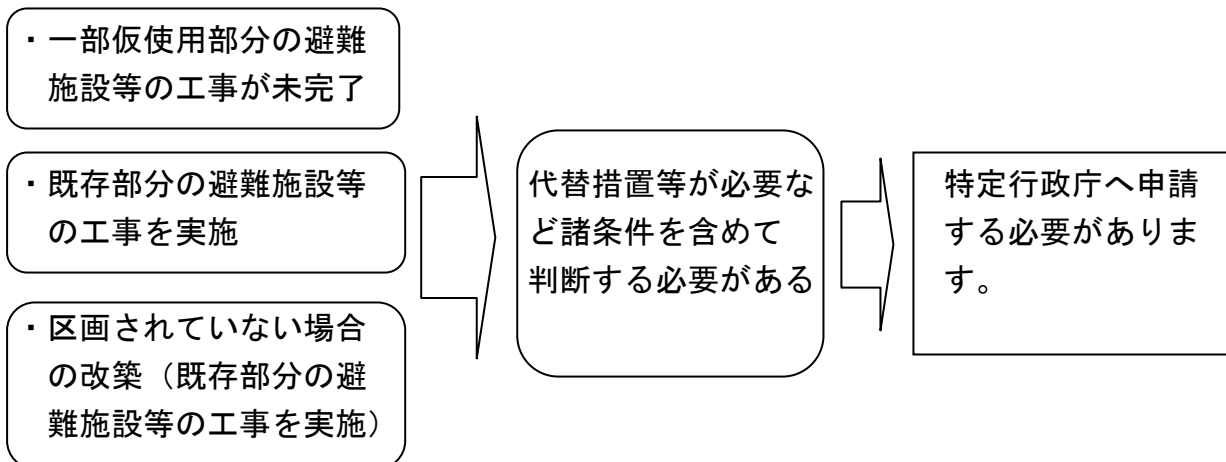 ・一部仮使用部分の避難
施設等の工事が未完了
・既存部分の避難施設等
の工事を実施
・区画されていない場合
の改築（既存部分の避
難施設等の工事を実施）
代替措置等が必要な
ど諸条件を含めて
判断する必要がある
特定行政庁へ申請
する必要がありま
す。